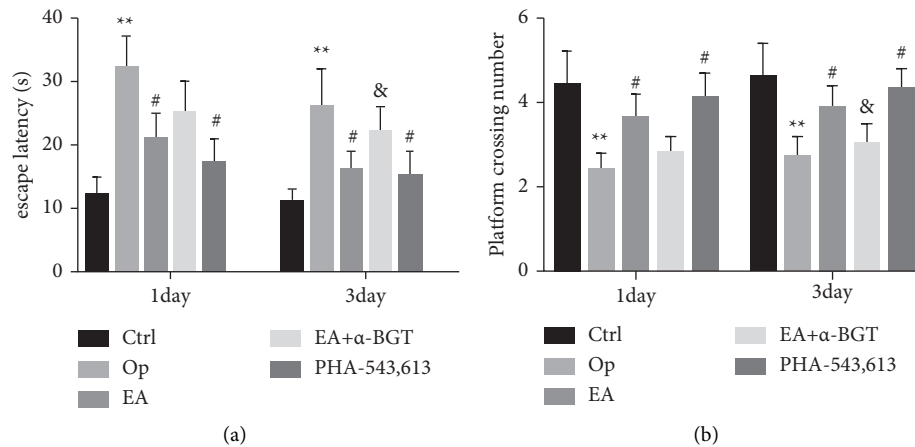 40
30
20
10
0
escape latency (s)
**
#
#
**
#
&
#
1day
3day
Ctrl
Op
EA
EA+α-BGT
PHA-543,613
(a)
6
4
2
0
Platform crossing number
**
#
#
**
#
&
#
1day
3day
Ctrl
Op
EA
EA+α-BGT
PHA-543,613
(b)